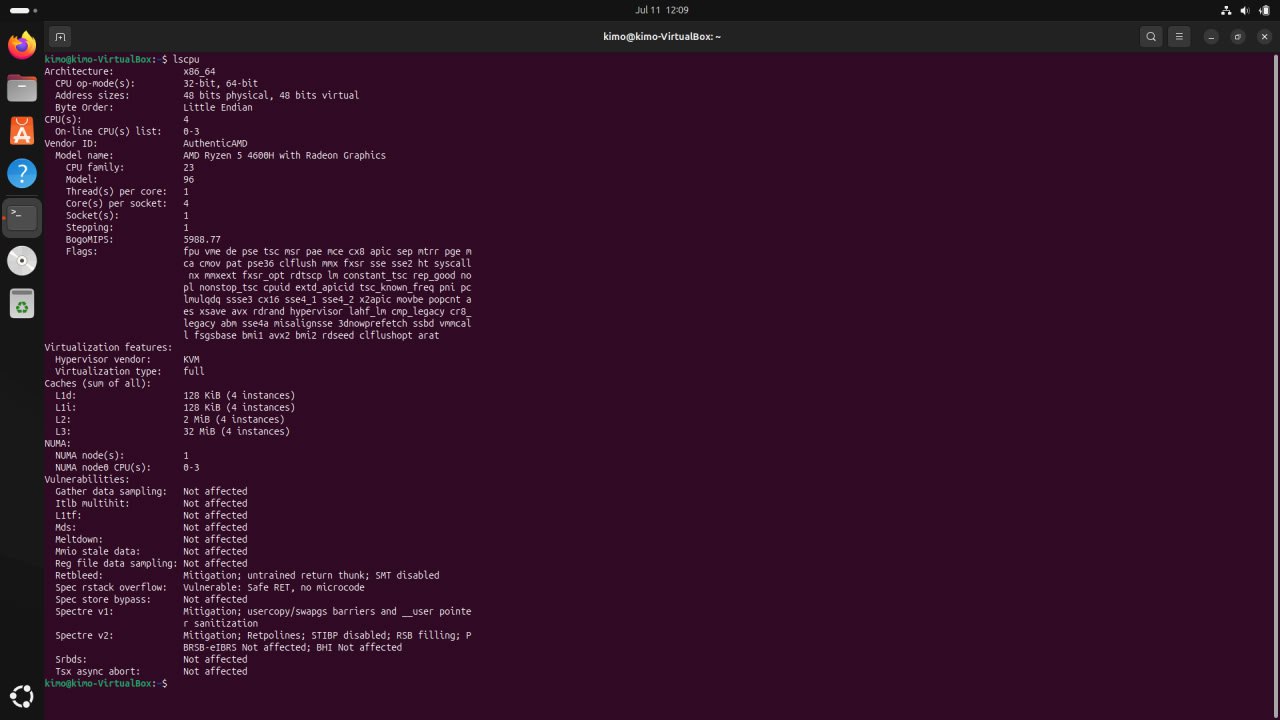 Jul 11 12:09
kimo@kimo-VirtualBox: ~
kimo@kimo-VirtualBox:~$ lscpu
Architecture: x86_64
CPU op-mode(s): 32-bit, 64-bit
Address sizes: 48 bits physical, 48 bits virtual
Byte Order: Little Endian
CPU(s): 4
On-line CPU(s) list: 0-3
Vendor ID: AuthenticAMD
Model name: AMD Ryzen 5 4600H with Radeon Graphics
CPU family: 23
Model: 96
Thread(s) per core: 1
Core(s) per socket: 4
Socket(s): 1
Stepping: 1
BogoMIPS: 5988.77
Flags: fpu vme de pse tsc msr pae mce cx8 apic sep mtrr pge m
ca cmov pat pse36 clflush mmx fxsr sse sse2 ht syscall
nx mmxext fxsr_opt rdtscp lm constant_tsc rep_good no
pl nonstop_tsc cpuid extd_apicid tsc_known_freq pni pc
lmulqdq ssse3 cx16 sse4_1 sse4_2 x2apic movbe popcnt a
es xsave avx rdrand hypervisor lahf_lm cmp_legacy cr8_
legacy abm sse4a misalignsse 3dnowprefetch ssbd vmmcal
l fsgsbase bmi1 avx2 bmi2 rdseed clflushopt arat
Virtualization features:
Hypervisor vendor: KVM
Virtualization type: full
Caches (sum of all):
L1d: 128 KiB (4 instances)
L1i: 128 KiB (4 instances)
L2: 2 MiB (4 instances)
L3: 32 MiB (4 instances)
NUMA:
NUMA node(s): 1
NUMA node0 CPU(s): 0-3
Vulnerabilities:
Gather data sampling: Not affected
Itlb multihit: Not affected
L1tf: Not affected
Mds: Not affected
Meltdown: Not affected
Mmio stale data: Not affected
Reg file data sampling: Not affected
Retbleed: Mitigation; untrained return thunk; SMT disabled
Spec rstack overflow: Vulnerable: Safe RET, no microcode
Spec store bypass: Not affected
Spectre v1: Mitigation; usercopy/swapgs barriers and __user pointe
r sanitization
Spectre v2: Mitigation; Retpolines; STIBP disabled; RSB filling; P
BRSB-eIBRS Not affected; BHI Not affected
Srbds: Not affected
Tsx async abort: Not affected
kimo@kimo-VirtualBox:~$